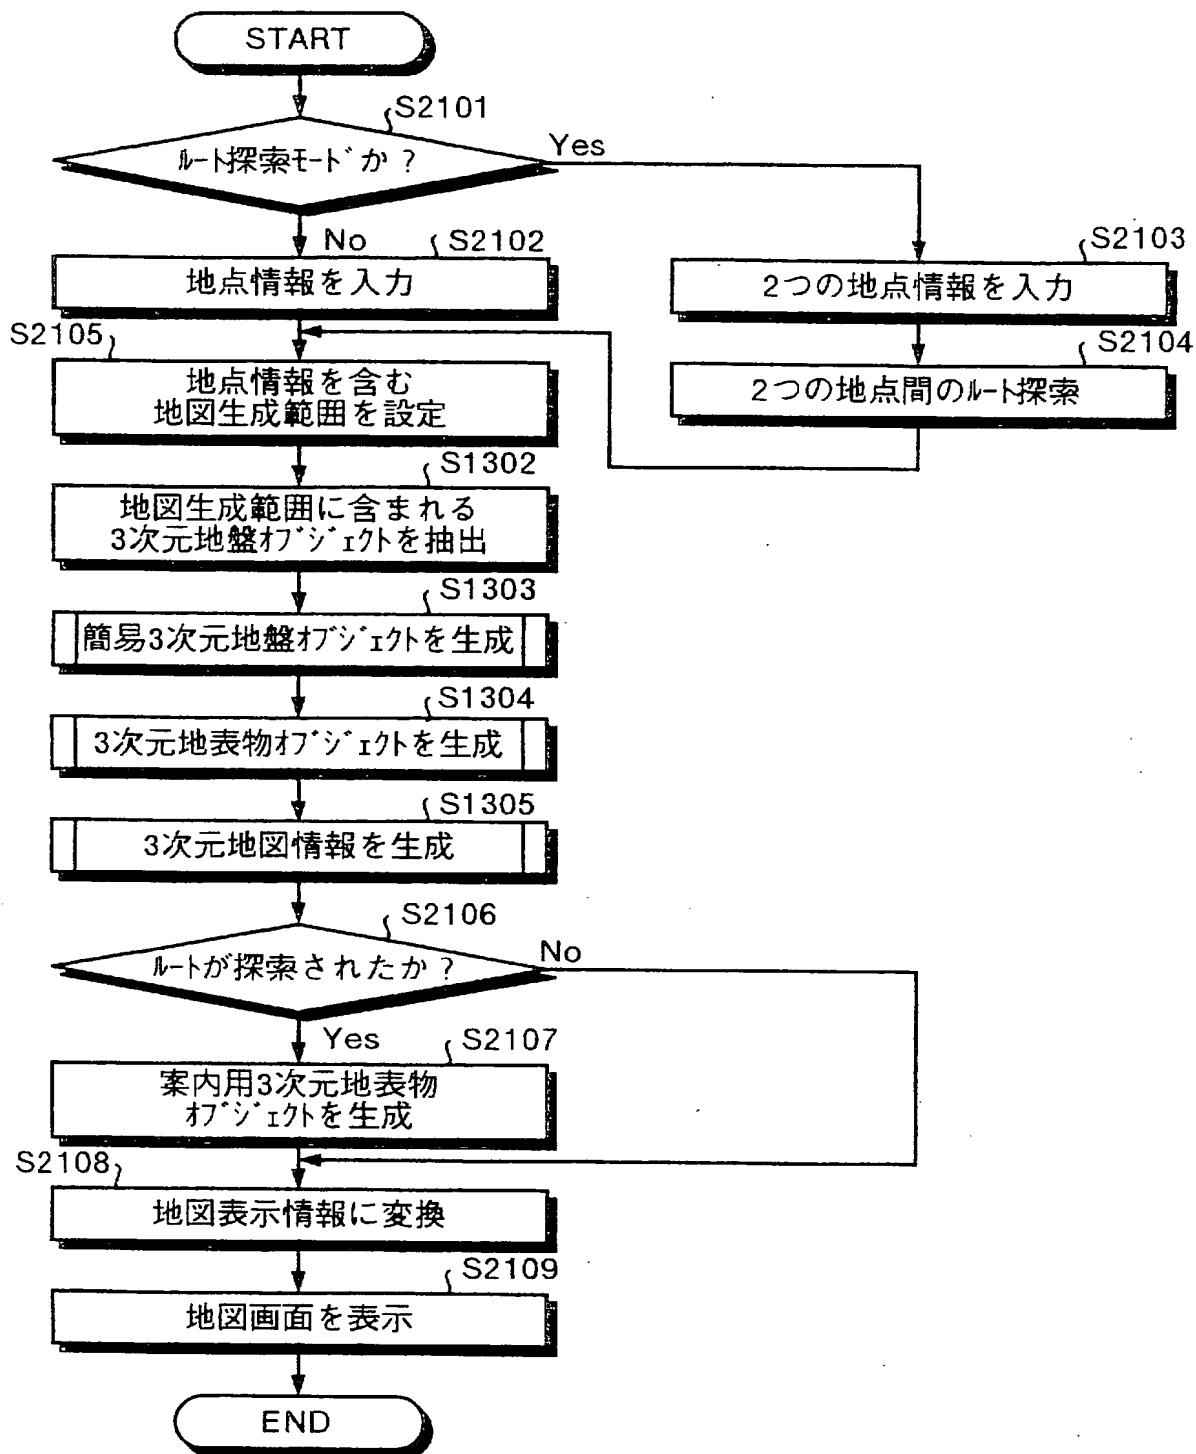 START
S2101
ルート探索モードか？
Yes
No
S2102
地点情報を入力
S2103
2つの地点情報を入力
S2104
2つの地点間のルート探索
S2105
地点情報を含む
地図生成範囲を設定
S1302
地図生成範囲に含まれる
3次元地盤オブジェクトを抽出
S1303
簡易3次元地盤オブジェクトを生成
S1304
3次元地表物オブジェクトを生成
S1305
3次元地図情報を生成
S2106
ルートが探索されたか？
No
Yes
S2107
案内用3次元地表物
オブジェクトを生成
S2108
地図表示情報に変換
S2109
地図画面を表示
END